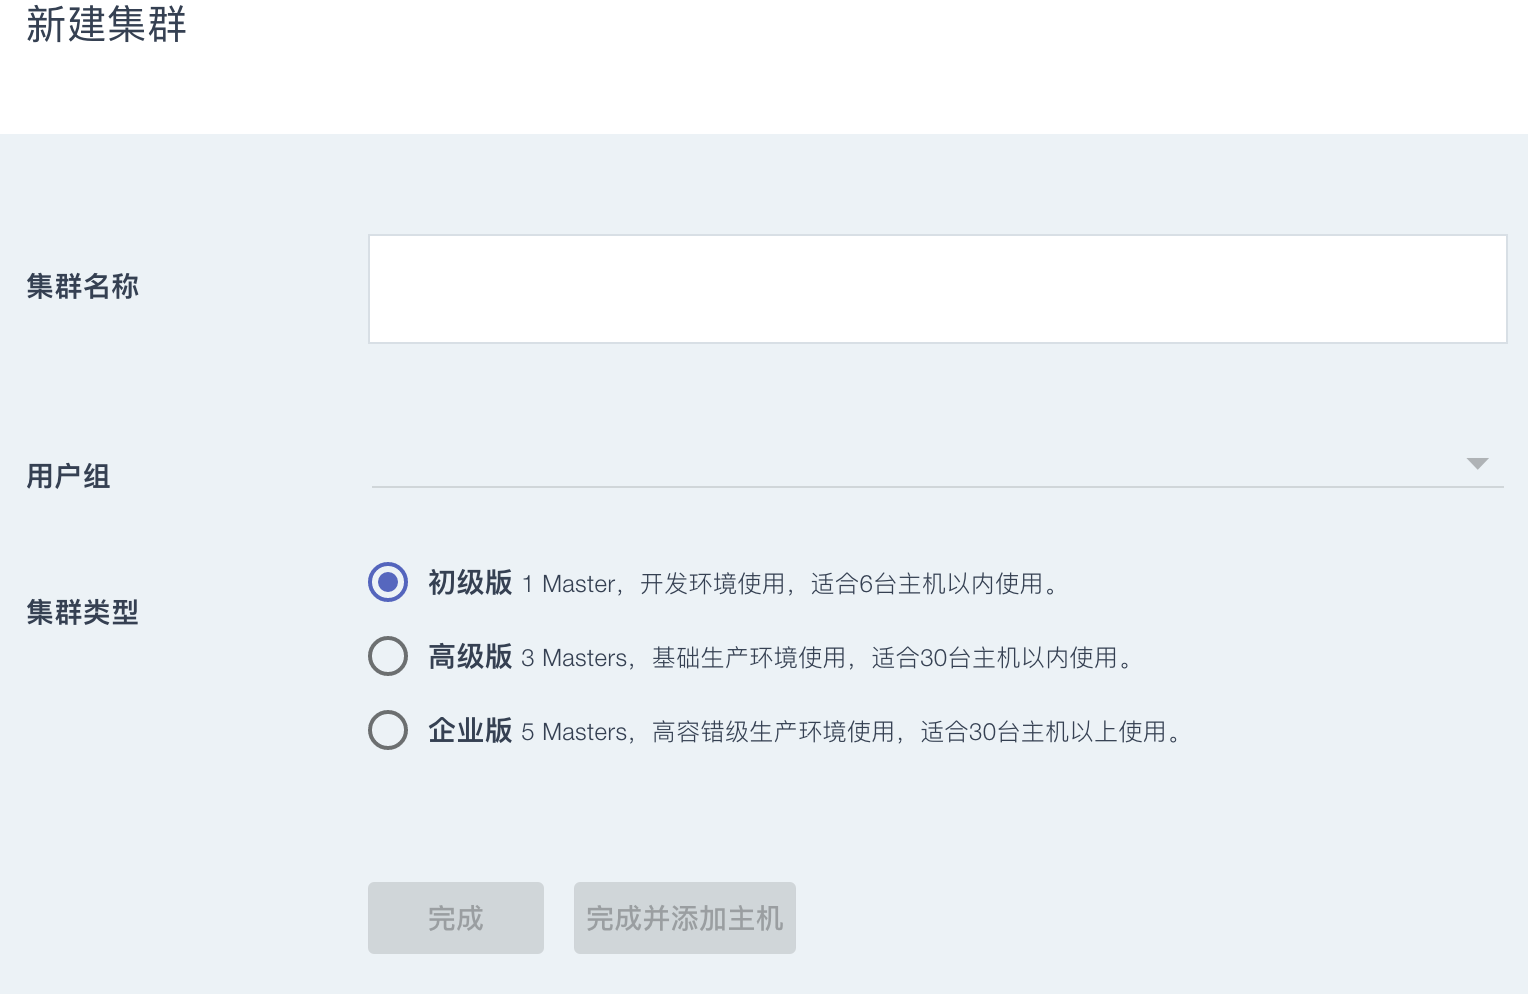 新建集群
集群名称
用户组
集群类型
初级版 1 Master，开发环境使用，适合6台主机以内使用。
高级版 3 Masters，基础生产环境使用，适合30台主机以内使用。
企业版 5 Masters，高容错级生产环境使用，适合30台主机以上使用。
完成 完成并添加主机